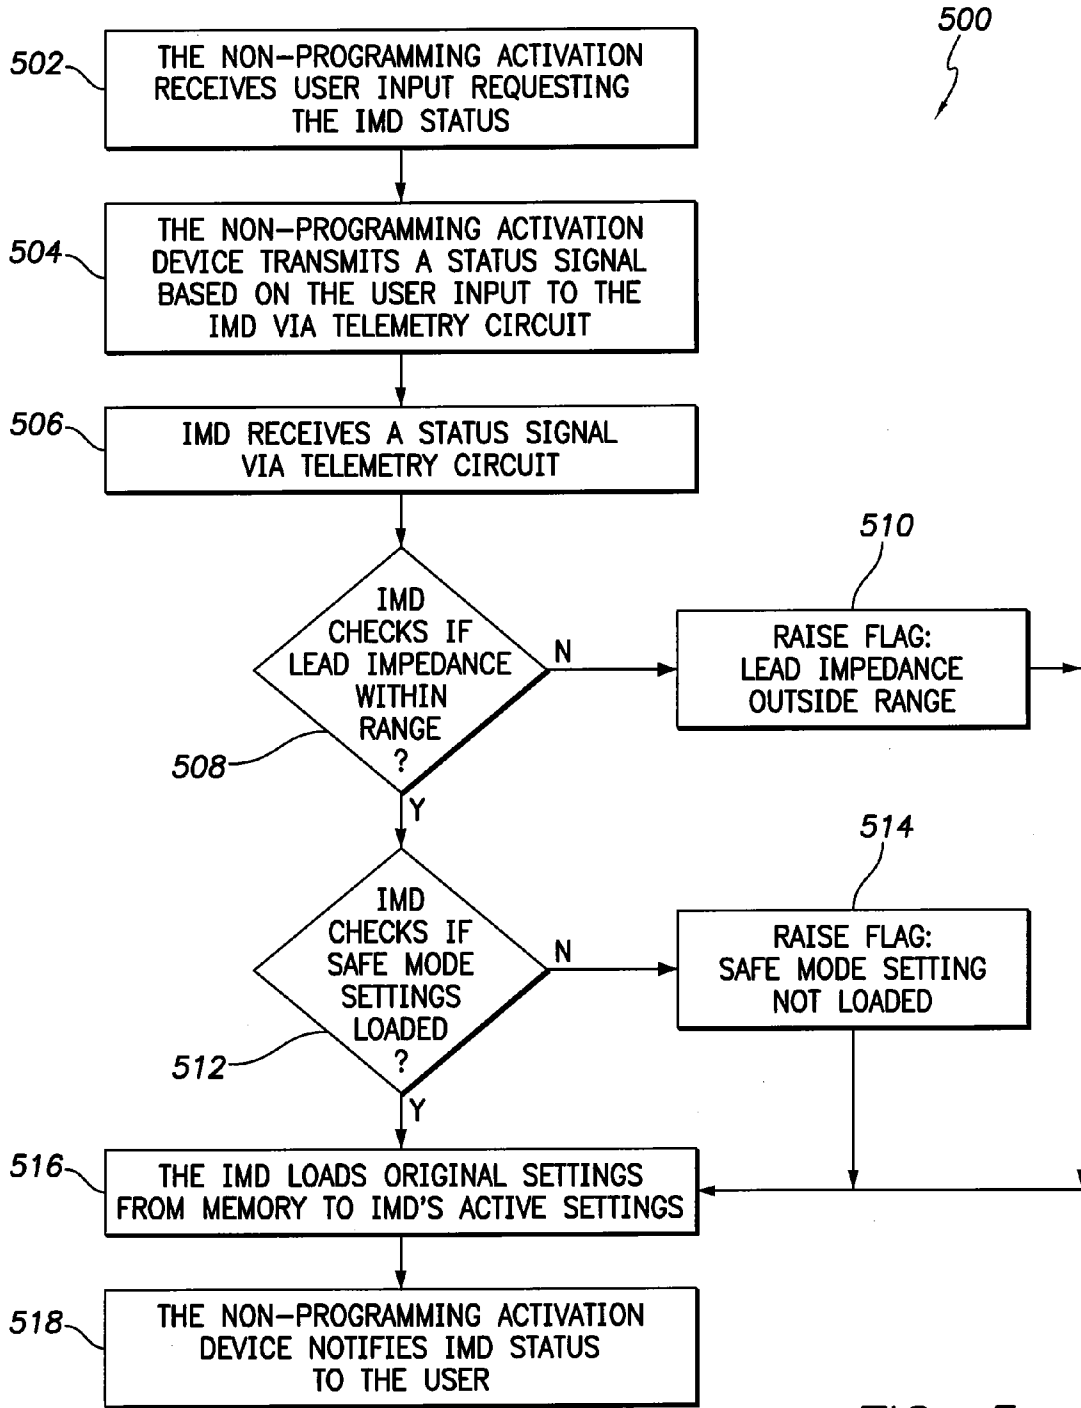 500
502
THE NON-PROGRAMMING ACTIVATION
RECEIVES USER INPUT REQUESTING
THE IMD STATUS
504
THE NON-PROGRAMMING ACTIVATION
DEVICE TRANSMITS A STATUS SIGNAL
BASED ON THE USER INPUT TO THE
IMD VIA TELEMETRY CIRCUIT
506
IMD RECEIVES A STATUS SIGNAL
VIA TELEMETRY CIRCUIT
508
IMD
CHECKS IF
LEAD IMPEDANCE
WITHIN
RANGE
?
N
Y
510
RAISE FLAG:
LEAD IMPEDANCE
OUTSIDE RANGE
512
IMD
CHECKS IF
SAFE MODE
SETTINGS
LOADED
?
N
Y
514
RAISE FLAG:
SAFE MODE SETTING
NOT LOADED
516
THE IMD LOADS ORIGINAL SETTINGS
FROM MEMORY TO IMD'S ACTIVE SETTINGS
518
THE NON-PROGRAMMING ACTIVATION
DEVICE NOTIFIES IMD STATUS
TO THE USER